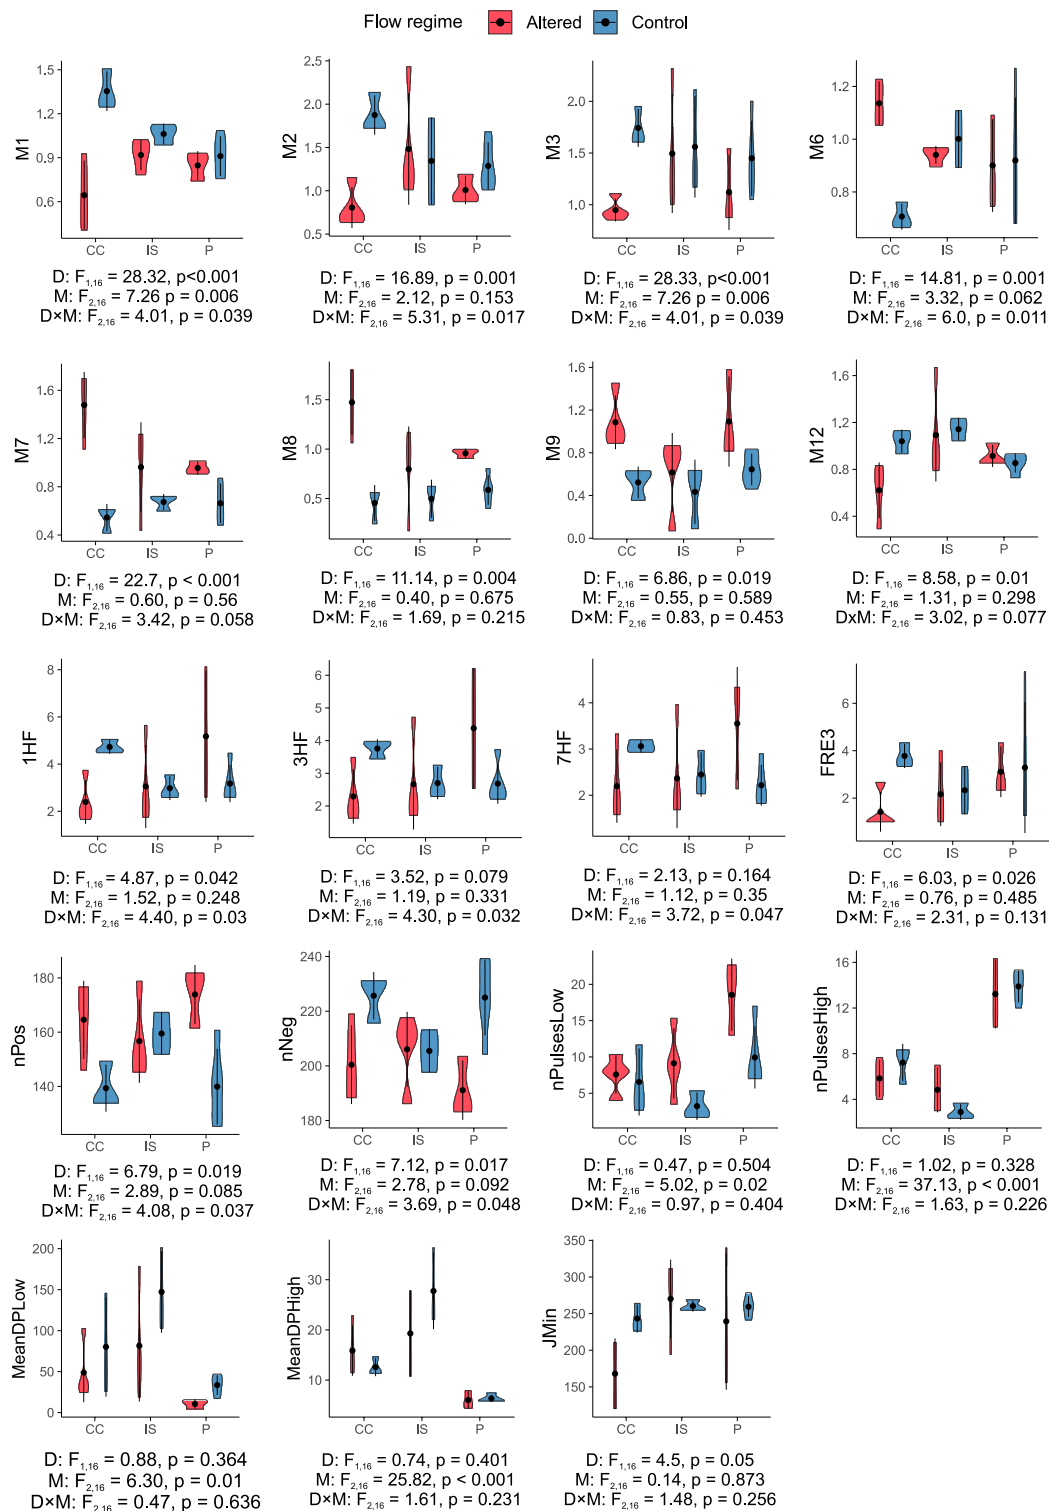 Flow regime Altered Control
M1
1.5
1.2
0.9
0.6
CC IS P
D: F1,16 = 28.32, p<0.001
M: F2,16 = 7.26 p = 0.006
D×M: F2,16 = 4.01, p = 0.039
M2
2.5
2.0
1.5
1.0
0.5
CC IS P
D: F1,16 = 16.89, p = 0.001
M: F2,16 = 2.12, p = 0.153
D×M: F2,16 = 5.31, p = 0.017
M3
2.0
1.5
1.0
CC IS P
D: F1,16 = 28.33, p<0.001
M: F2,16 = 7.26 p = 0.006
D×M: F2,16 = 4.01, p = 0.039
M6
1.2
1.0
0.8
CC IS P
D: F1,16 = 14.81, p = 0.001
M: F2,16 = 3.32, p = 0.062
D×M: F2,16 = 6.0, p = 0.011
M7
1.6
1.2
0.8
0.4
CC IS P
D: F1,16 = 22.7, p < 0.001
M: F2,16 = 0.60, p = 0.56
D×M: F2,16 = 3.42, p = 0.058
M8
1.5
1.0
0.5
CC IS P
D: F1,16 = 11.14, p = 0.004
M: F2,16 = 0.40, p = 0.675
D×M: F2,16 = 1.69, p = 0.215
M9
1.6
1.2
0.8
0.4
0.0
CC IS P
D: F1,16 = 6.86, p = 0.019
M: F2,16 = 0.55, p = 0.589
D×M: F2,16 = 0.83, p = 0.453
M12
1.6
1.2
0.8
0.4
CC IS P
D: F1,16 = 8.58, p = 0.01
M: F2,16 = 1.31, p = 0.298
DxM: F2,16 = 3.02, p = 0.077
1HF
8
6
4
2
CC IS P
D: F1,16 = 4.87, p = 0.042
M: F2,16 = 1.52, p = 0.248
D×M: F2,16 = 4.40, p = 0.03
3HF
6
5
4
3
2
CC IS P
D: F1,16 = 3.52, p = 0.079
M: F2,16 = 1.19, p = 0.331
D×M: F2,16 = 4.30, p = 0.032
7HF
4
3
2
CC IS P
D: F1,16 = 2.13, p = 0.164
M: F2,16 = 1.12, p = 0.35
D×M: F2,16 = 3.72, p = 0.047
FRE3
6
4
2
CC IS P
D: F1,16 = 6.03, p = 0.026
M: F2,16 = 0.76, p = 0.485
D×M: F2,16 = 2.31, p = 0.131
nPos
180
160
140
CC IS P
D: F1,16 = 6.79, p = 0.019
M: F2,16 = 2.89, p = 0.085
D×M: F2,16 = 4.08, p = 0.037
nNeg
240
220
200
180
CC IS P
D: F1,16 = 7.12, p = 0.017
M: F2,16 = 2.78, p = 0.092
D×M: F2,16 = 3.69, p = 0.048
nPulsesLow
20
15
10
5
CC IS P
D: F1,16 = 0.47, p = 0.504
M: F2,16 = 5.02, p = 0.02
D×M: F2,16 = 0.97, p = 0.404
nPulsesHigh
16
12
8
4
CC IS P
D: F1,16 = 1.02, p = 0.328
M: F2,16 = 37.13, p < 0.001
D×M: F2,16 = 1.63, p = 0.226
MeanDPLow
200
150
100
50
0
CC IS P
D: F1,16 = 0.88, p = 0.364
M: F2,16 = 6.30, p = 0.01
D×M: F2,16 = 0.47, p = 0.636
MeanDPHigh
30
20
10
CC IS P
D: F1,16 = 0.74, p = 0.401
M: F2,16 = 25.82, p < 0.001
D×M: F2,16 = 1.61, p = 0.231
JMin
350
300
250
200
150
CC IS P
D: F1,16 = 4.5, p = 0.05
M: F2,16 = 0.14, p = 0.873
D×M: F2,16 = 1.48, p = 0.256